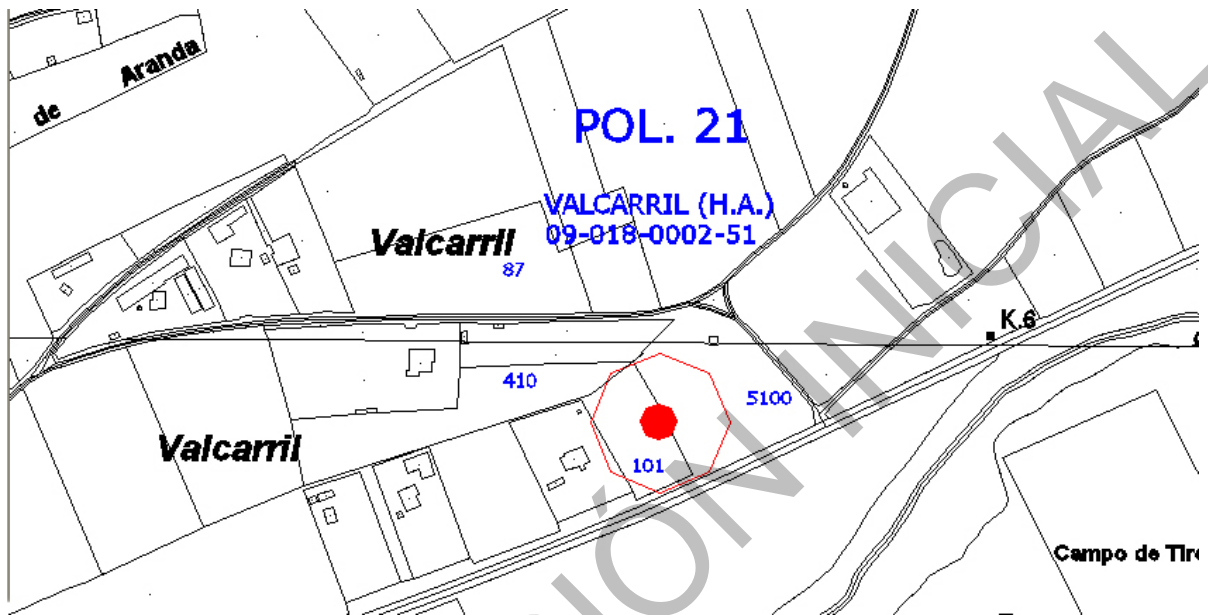 de Aranda
POL. 21
VALCARRIL (H.A.)
09-018-0002-51
Valcarril
87
K.6
410
5100
Valcarril
101
Campo de Tiro
ÓN INICIAL